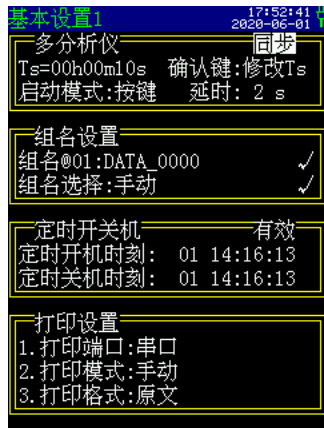 基本设置1
17:52:41
2020-06-01
多分析仪 同步
Ts=00h00m10s 确认键:修改Ts
启动模式:按键 延时: 2 s
组名设置
组名@01:DATA_0000 ✓
组名选择:手动 ✓
定时开关机 有效
定时开机时刻: 01 14:16:13
定时关机时刻: 01 14:16:13
打印设置
1.打印端口:串口
2.打印模式:手动
3.打印格式:原文